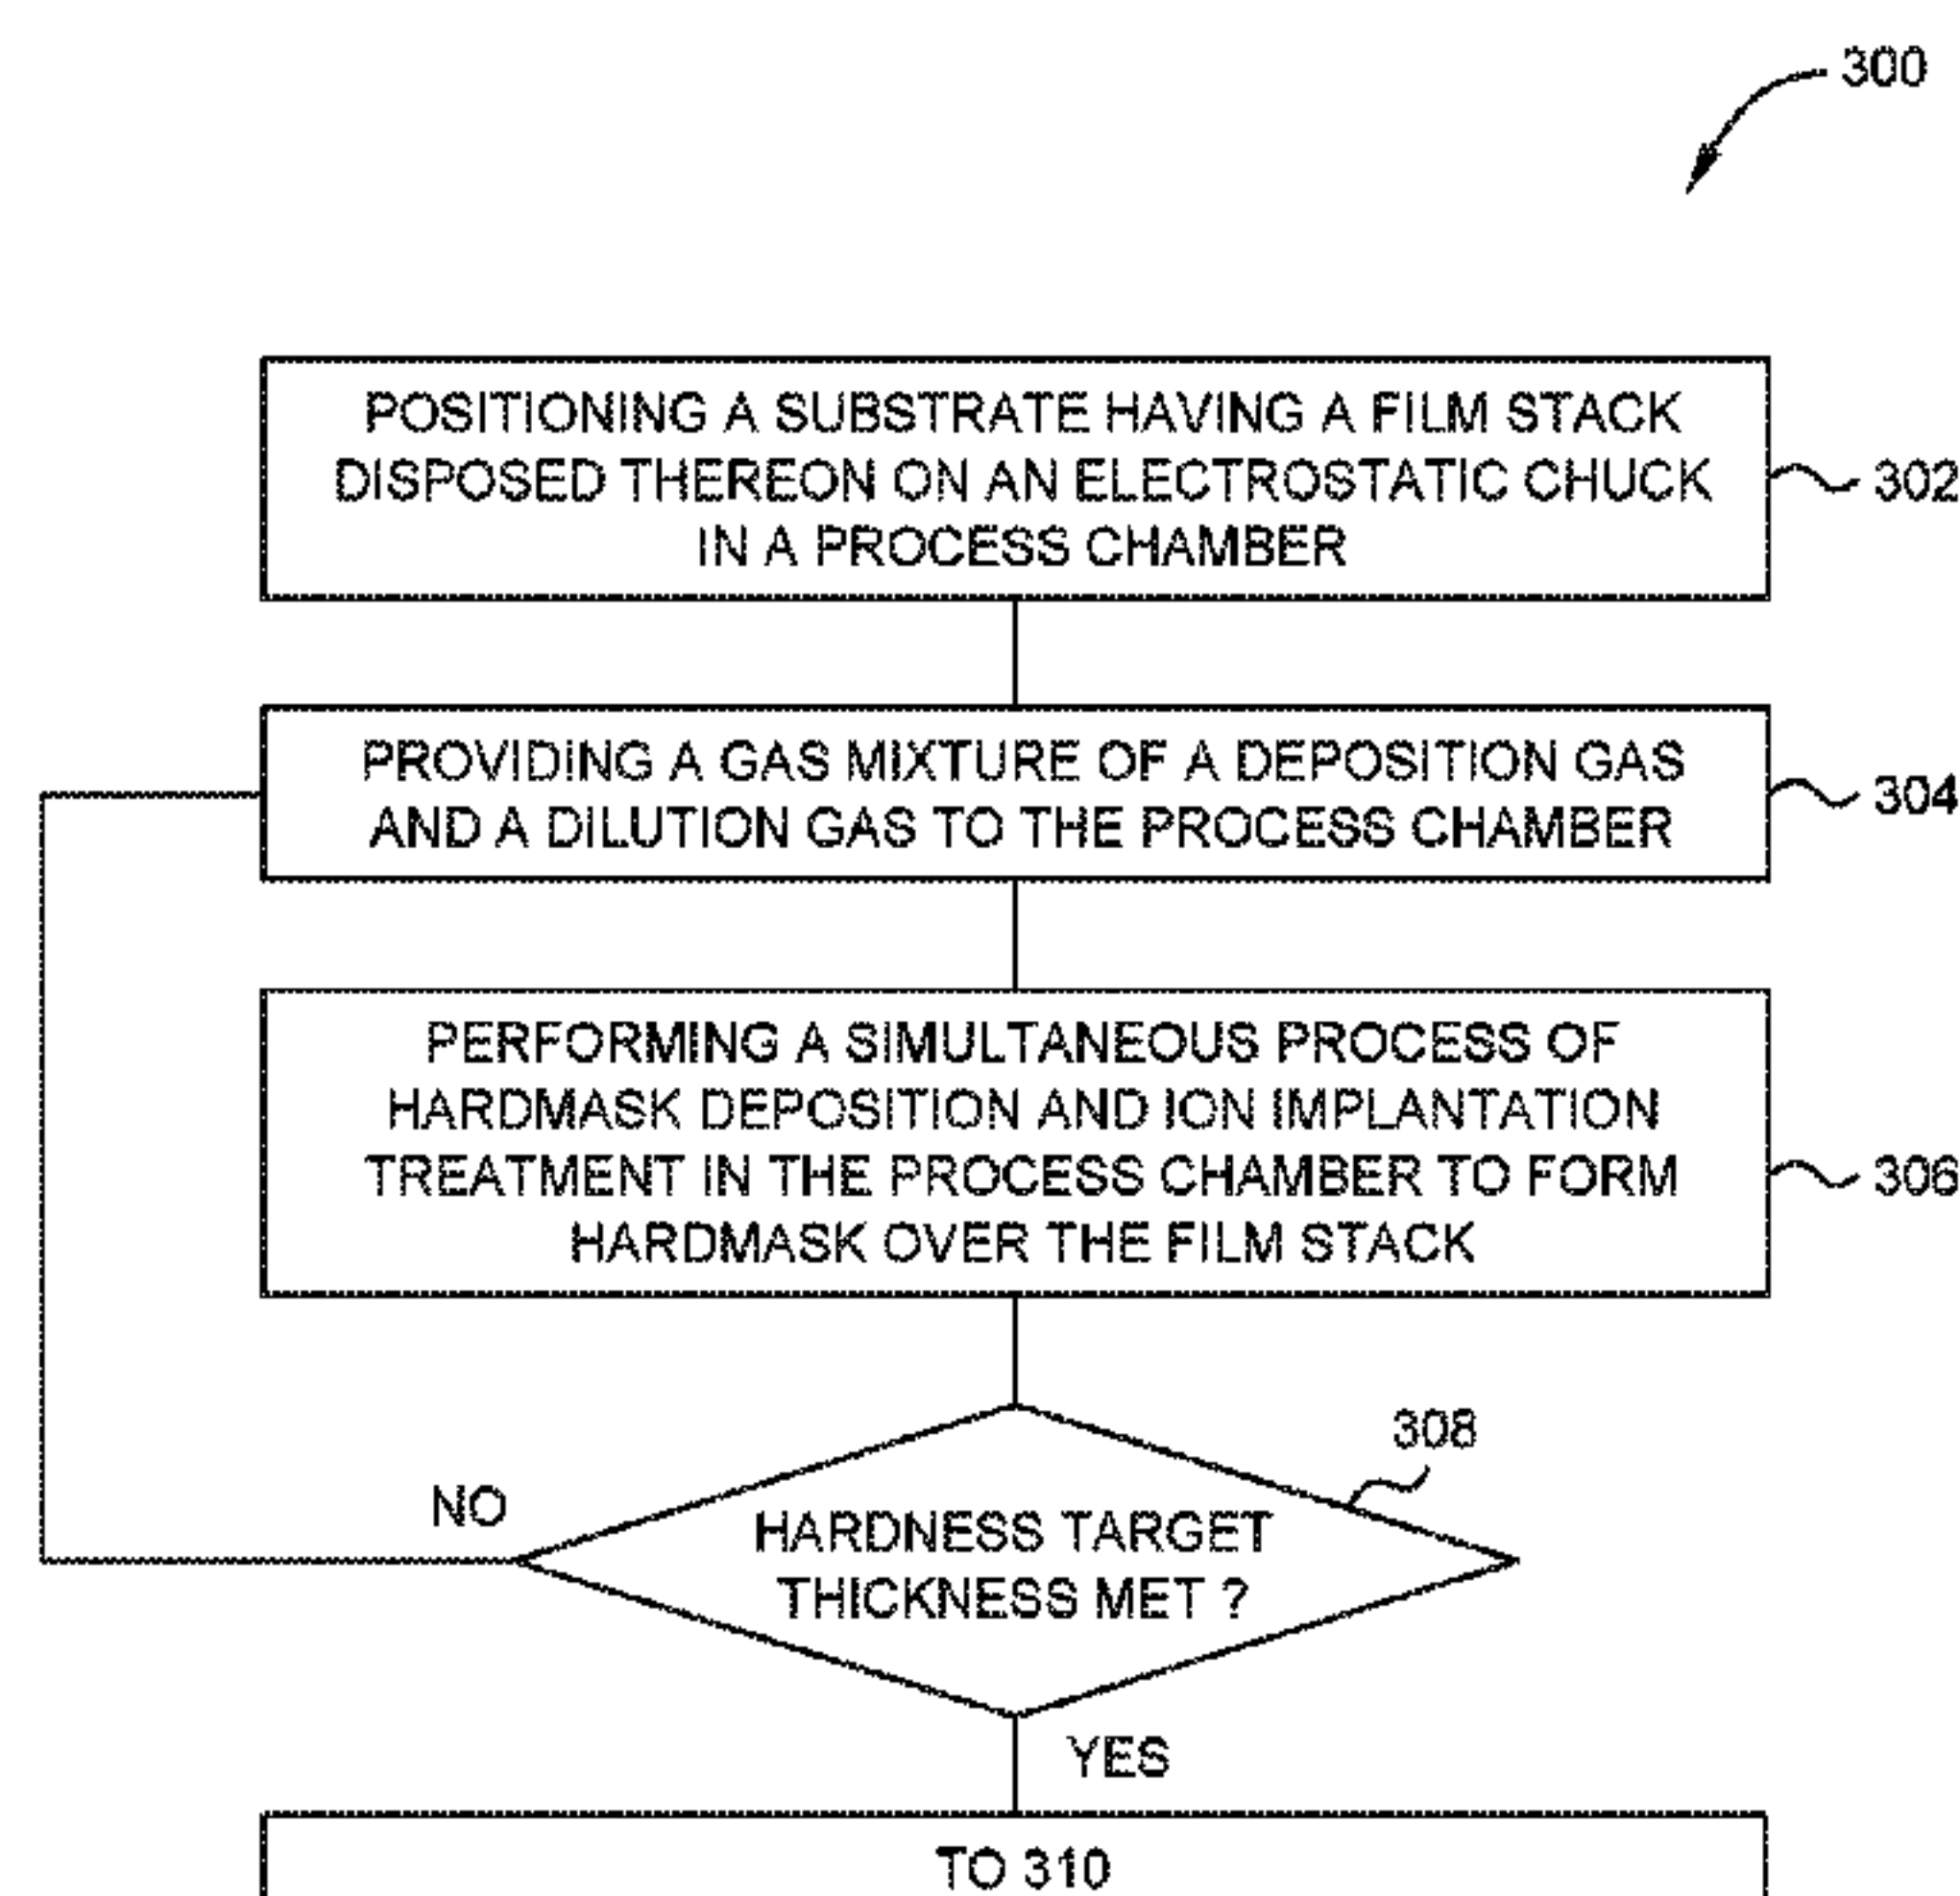 300
POSITIONING A SUBSTRATE HAVING A FILM STACK
DISPOSED THEREON ON AN ELECTROSTATIC CHUCK
IN A PROCESS CHAMBER
302
PROVIDING A GAS MIXTURE OF A DEPOSITION GAS
AND A DILUTION GAS TO THE PROCESS CHAMBER
304
PERFORMING A SIMULTANEOUS PROCESS OF
HARDMASK DEPOSITION AND ION IMPLANTATION
TREATMENT IN THE PROCESS CHAMBER TO FORM
HARDMASK OVER THE FILM STACK
306
308
NO
HARDNESS TARGET
THICKNESS MET ?
YES
TO 310